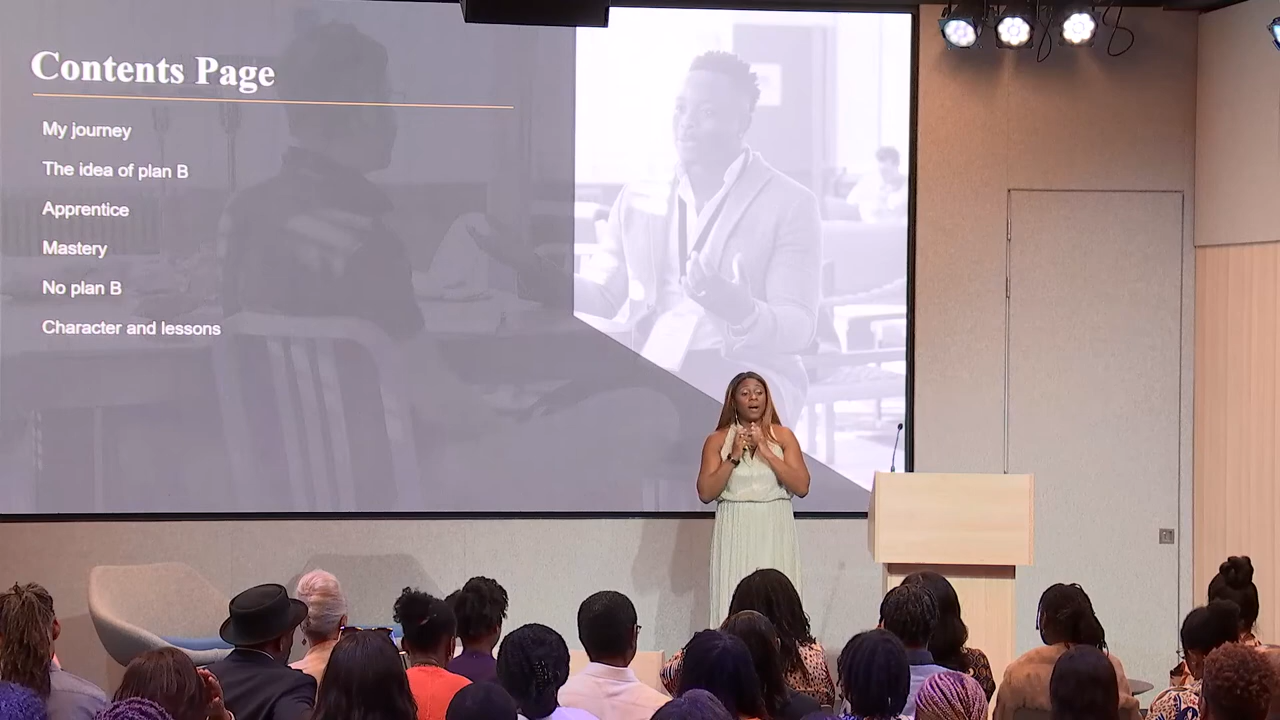 Contents Page
My journey
The idea of plan B
Apprentice
Mastery
No plan B
Character and lessons